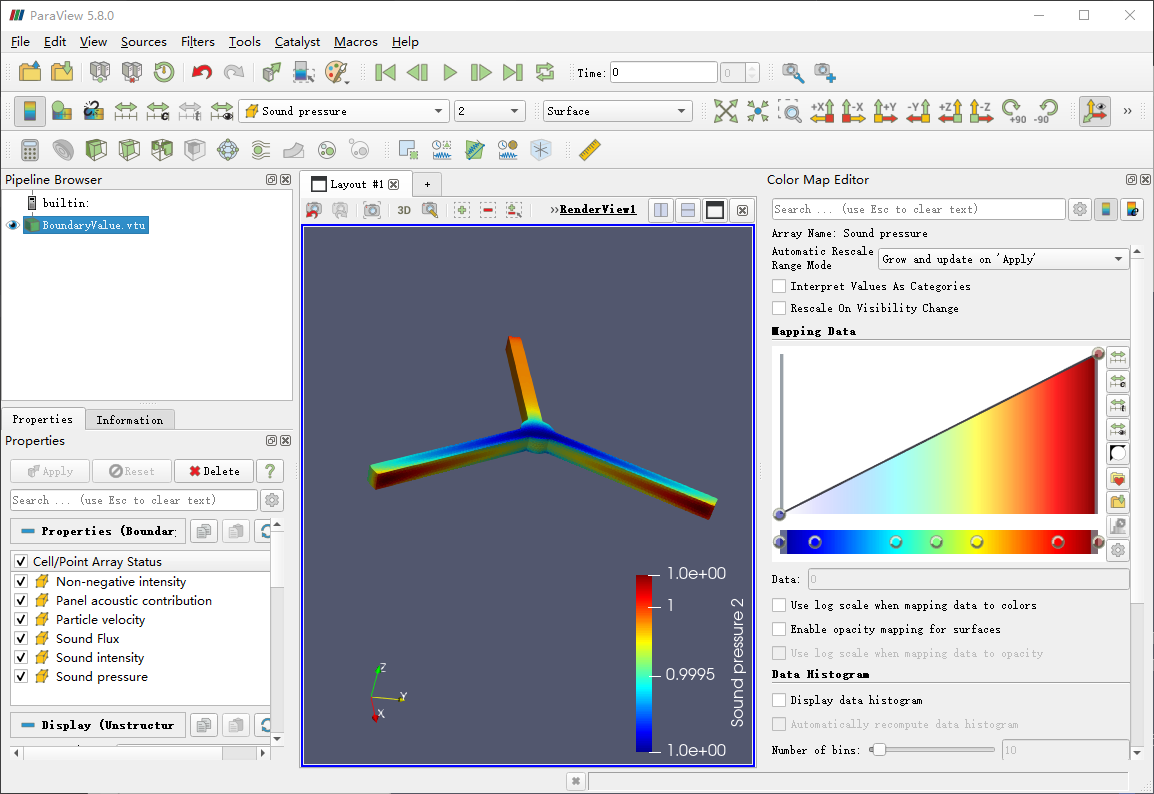 ParaView 5.8.0
File Edit View Sources Filters Tools Catalyst Macros Help
Time: 0 0
Sound pressure 2 Surface +X -X +Y -Y +Z -Z +90 -90 »
Pipeline Browser
builtin:
BoundaryValue.vtu
Properties Information
Properties
Apply Reset Delete ?
Search ... (use Esc to clear text)
Properties (Boundar
Cell/Point Array Status
Non-negative intensity
Panel acoustic contribution
Particle velocity
Sound Flux
Sound intensity
Sound pressure
Display (Unstructur
Layout #1 +
3D »RenderView1
Z
Y
X
1.0e+00
1
0.9995
1.0e+00
Sound pressure 2
Color Map Editor
Search ... (use Esc to clear text)
Array Name: Sound pressure
Automatic Rescale
Range Mode
Grow and update on 'Apply'
Interpret Values As Categories
Rescale On Visibility Change
Mapping Data
Data: 0
Use log scale when mapping data to colors
Enable opacity mapping for surfaces
Use log scale when mapping data to opacity
Data Histogram
Display data histogram
Automatically recompute data histogram
Number of bins: 10